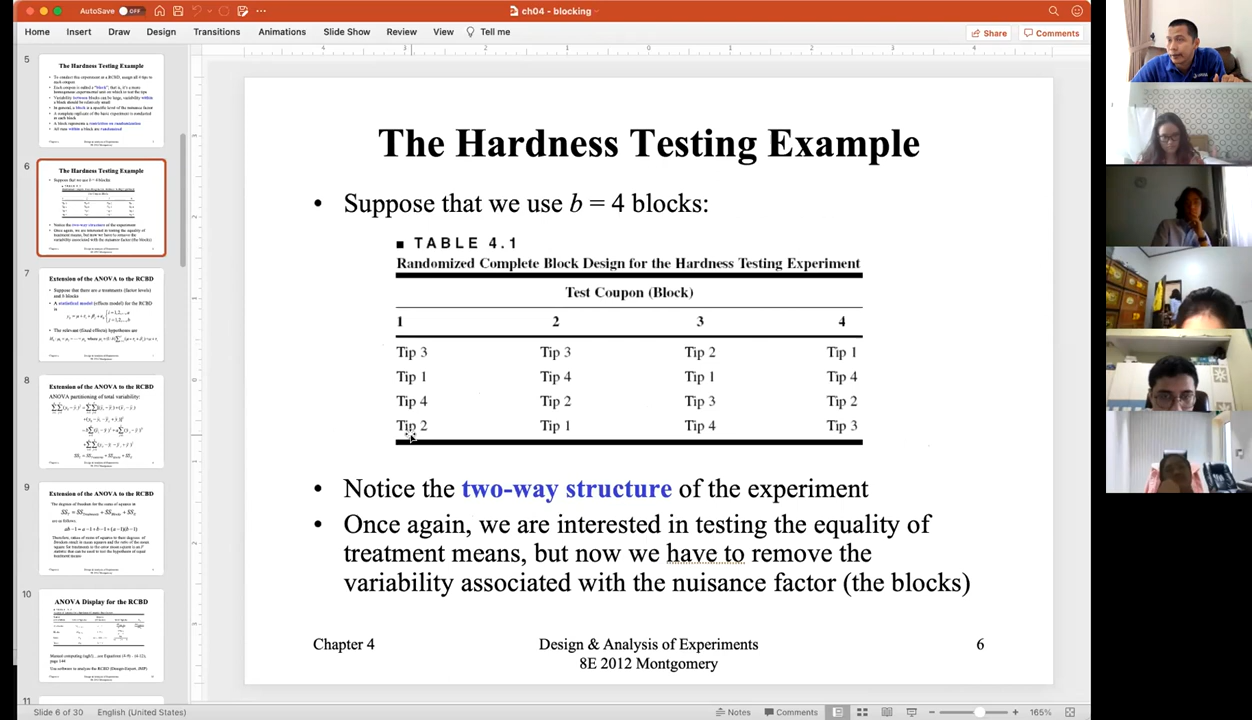 AutoSave OFF
ch04 - blocking
Home Insert Draw Design Transitions Animations Slide Show Review View Tell me
Share Comments
5
The Hardness Testing Example
6
The Hardness Testing Example
7
Extension of the ANOVA to the RCBD
8
Extension of the ANOVA to the RCBD
ANOVA partitioning of total variability:
9
Extension of the ANOVA to the RCBD
10
ANOVA Display for the RCBD
11
The Hardness Testing Example
• Suppose that we use b = 4 blocks:
■ TABLE 4.1
Randomized Complete Block Design for the Hardness Testing Experiment
Test Coupon (Block)
1 2 3 4
Tip 3 Tip 3 Tip 2 Tip 1
Tip 1 Tip 4 Tip 1 Tip 4
Tip 4 Tip 2 Tip 3 Tip 2
Tip 2 Tip 1 Tip 4 Tip 3
• Notice the two-way structure of the experiment
• Once again, we are interested in testing the equality of
treatment means, but now we have to remove the
variability associated with the nuisance factor (the blocks)
Chapter 4 Design & Analysis of Experiments 6
8E 2012 Montgomery
Slide 6 of 30 English (United States) Notes Comments 165%